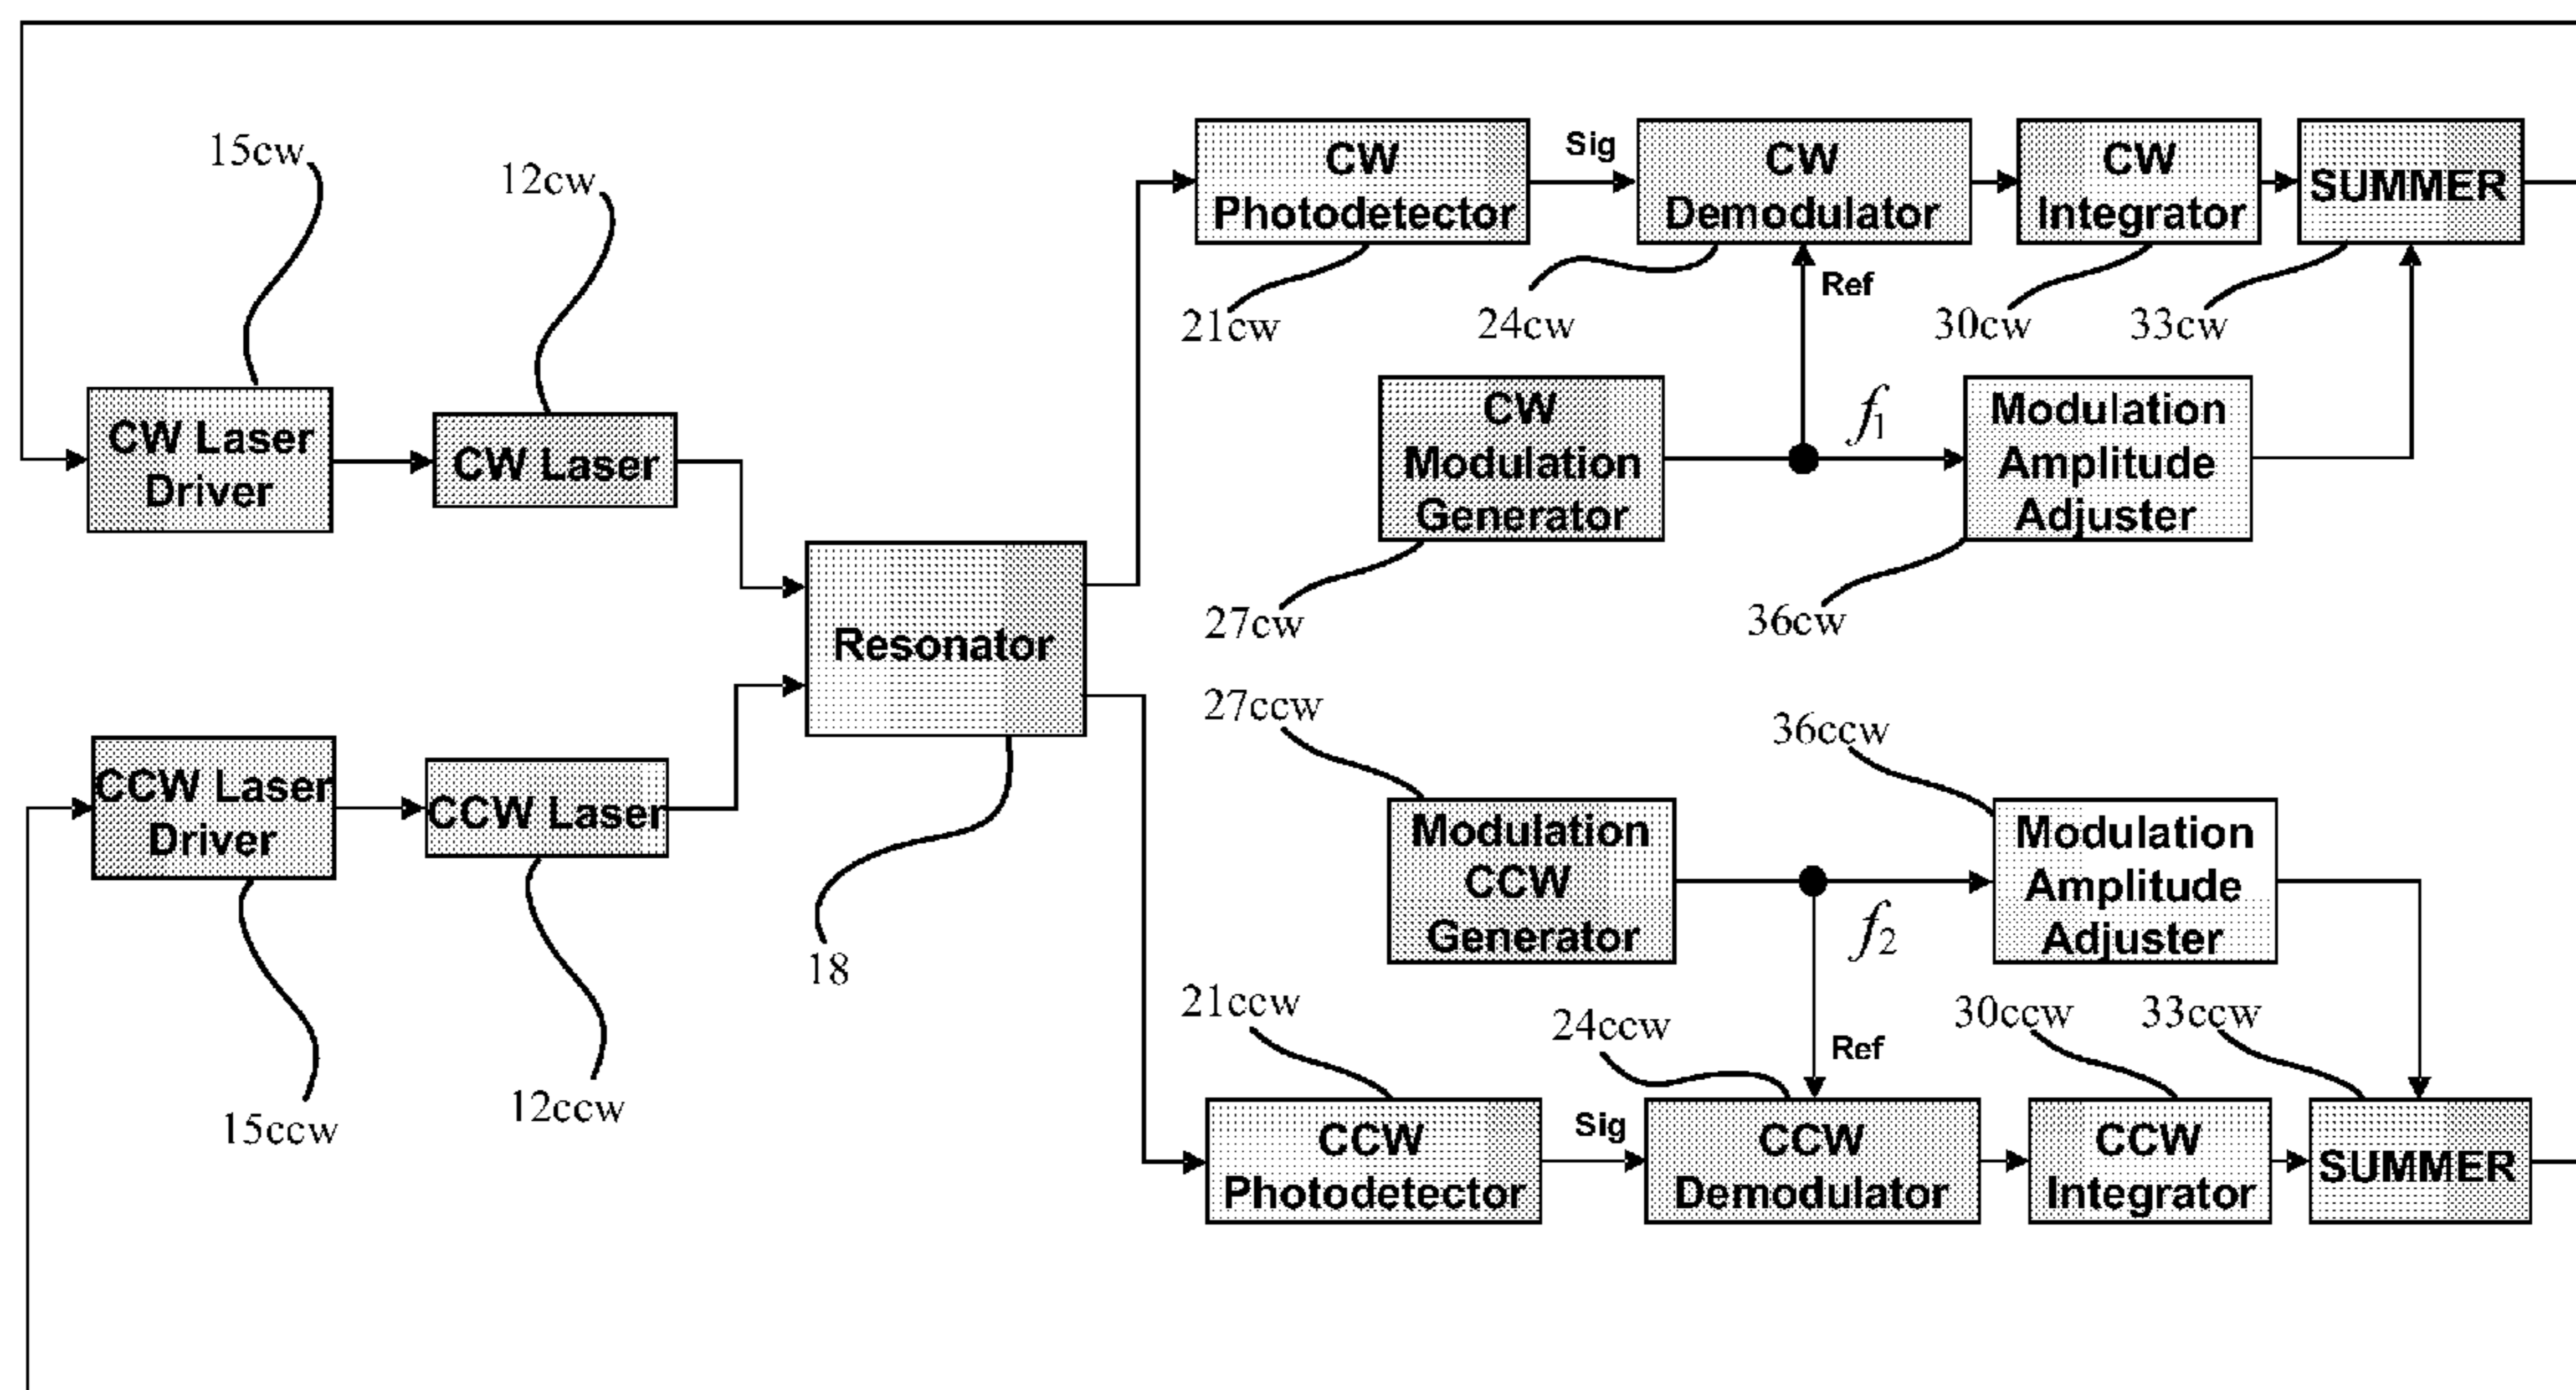 15cw
12cw
CW
Photodetector
Sig
CW
Demodulator
CW
Integrator
SUMMER
Ref
21cw
24cw
30cw
33cw
CW Laser
Driver
CW Laser
CW
Modulation
Generator
f1
Modulation
Amplitude
Adjuster
27cw
36cw
Resonator
27ccw
36ccw
CCW Laser
Driver
CCW Laser
Modulation
CCW
Generator
f2
Modulation
Amplitude
Adjuster
18
21ccw
24ccw
30ccw
33ccw
Ref
15ccw
12ccw
CCW
Photodetector
Sig
CCW
Demodulator
CCW
Integrator
SUMMER